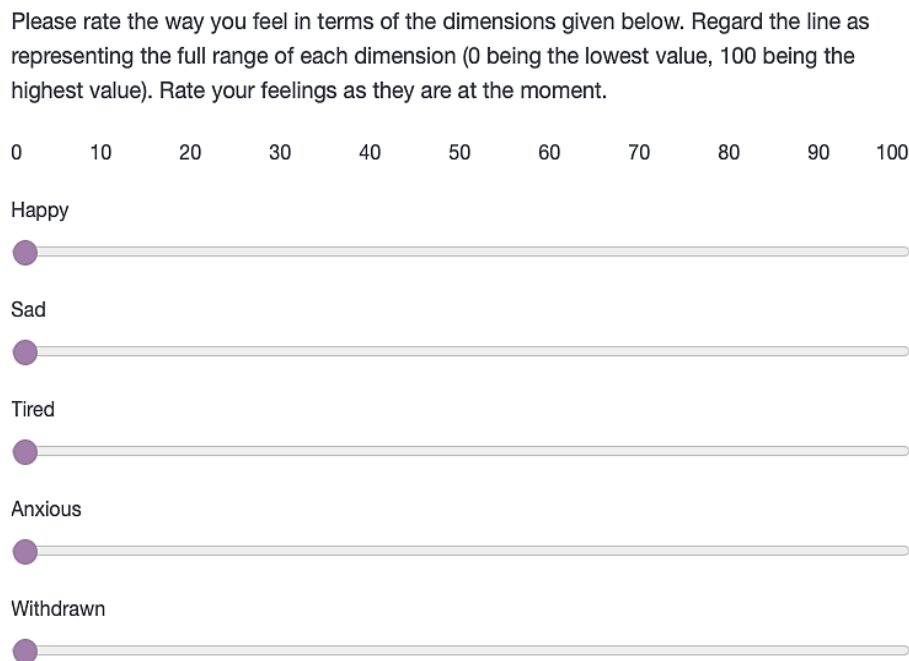 Please rate the way you feel in terms of the dimensions given below. Regard the line as
representing the full range of each dimension (0 being the lowest value, 100 being the
highest value). Rate your feelings as they are at the moment.
0 10 20 30 40 50 60 70 80 90 100
Happy
Sad
Tired
Anxious
Withdrawn